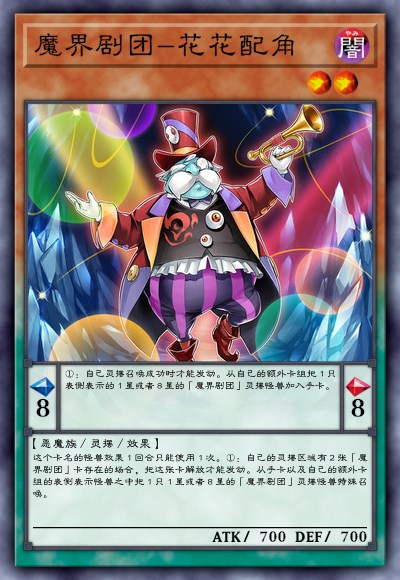 魔界剧团-花花配角
やみ
闇
①：自己灵摆召唤成功时才能发动。从自己的额外卡组把1只
表侧表示的1星或者8星的「魔界剧团」灵摆怪兽加入手卡。
8
8
【恶魔族／灵摆／效果】
这个卡名的怪兽效果1回合只能使用1次。①：自己的灵摆区域有2张「魔
界剧团」卡存在的场合，把这张卡解放才能发动。从手卡以及自己的额外卡
组的表侧表示怪兽之中把1只1星或者8星的「魔界剧团」灵摆怪兽特殊召
唤。
ATK/ 700 DEF/ 700